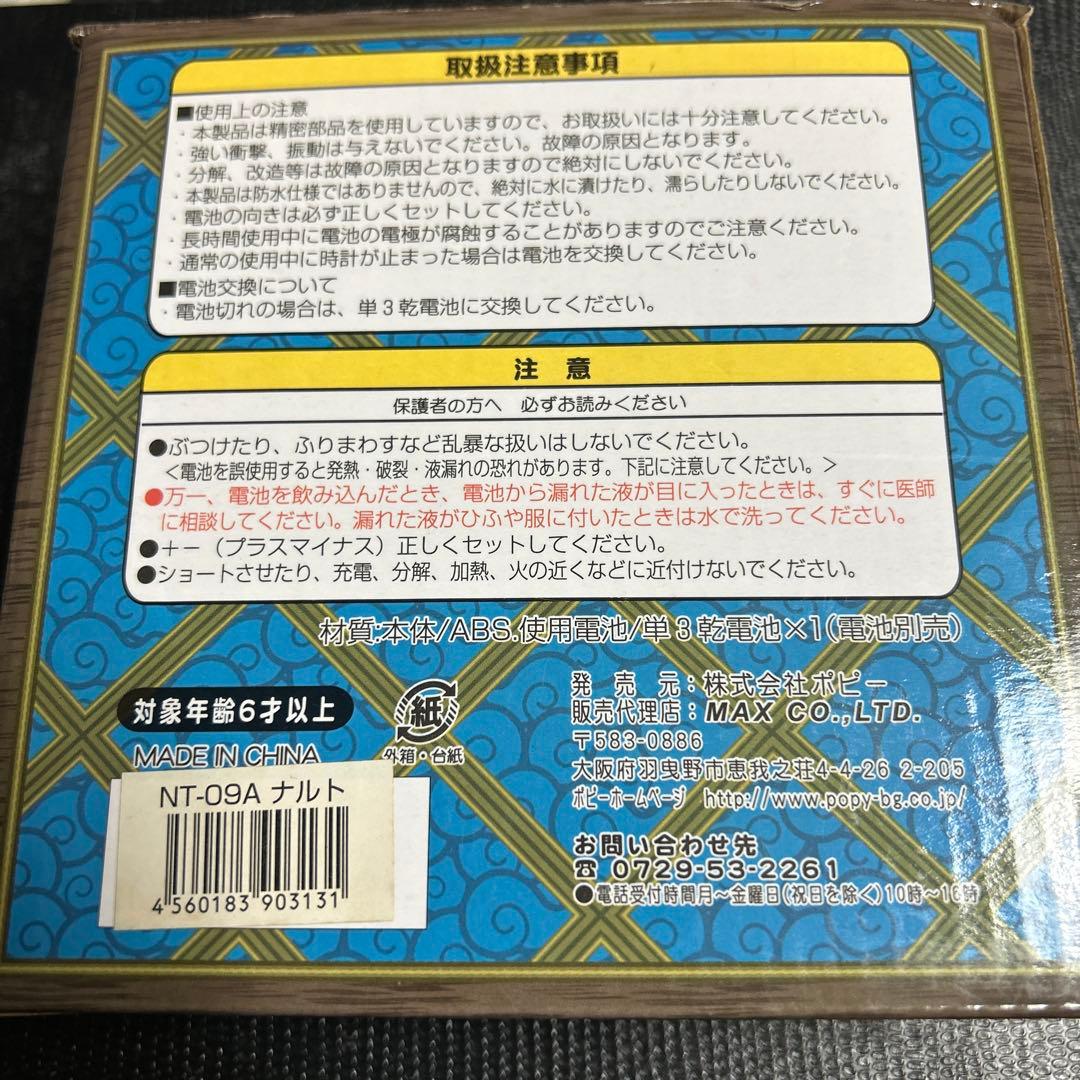 取扱注意事項
■使用上の注意
・本製品は精密部品を使用していますので、お取扱いには十分注意してください。
・強い衝撃、振動は与えないでください。故障の原因となります。
・分解、改造等は故障の原因となりますので絶対にしないでください。
・本製品は防水仕様ではありませんので、絶対に水に漬けたり、濡らしたりしないでください。
・電池の向きは必ず正しくセットしてください。
・長時間使用中に電池の電極が腐蝕することがありますのでご注意ください。
・通常の使用中に時計が止まった場合は電池を交換してください。
■電池交換について
・電池切れの場合は、単3乾電池に交換してください。
注 意
保護者の方へ 必ずお読みください
●ぶつけたり、ふりまわすなど乱暴な扱いはしないでください。
<電池を誤使用すると発熱・破裂・液漏れの恐れがあります。下記に注意してください。>
●万一、電池を飲み込んだとき、電池から漏れた液が目に入ったときは、すぐに医師
に相談してください。漏れた液がひふや服に付いたときは水で洗ってください。
●+-(プラスマイナス)正しくセットしてください。
●ショートさせたり、充電、分解、加熱、火の近くなどに近付けないでください。
材質:本体/ABS.使用電池/単3乾電池×1(電池別売)
対象年齢6才以上
MADE IN CHINA
紙
外箱・台紙
NT-09A ナルト
4 560183 903131
発売元:株式会社ポピー
販売代理店:MAX CO.,LTD.
〒583-0886
大阪府羽曳野市恵我之荘4-4-26 2-205
ポピーホームページ http://www.popy-bg.co.jp/
お問い合わせ先
☎0729-53-2261
●電話受付時間月～金曜日(祝日を除く)10時～16時